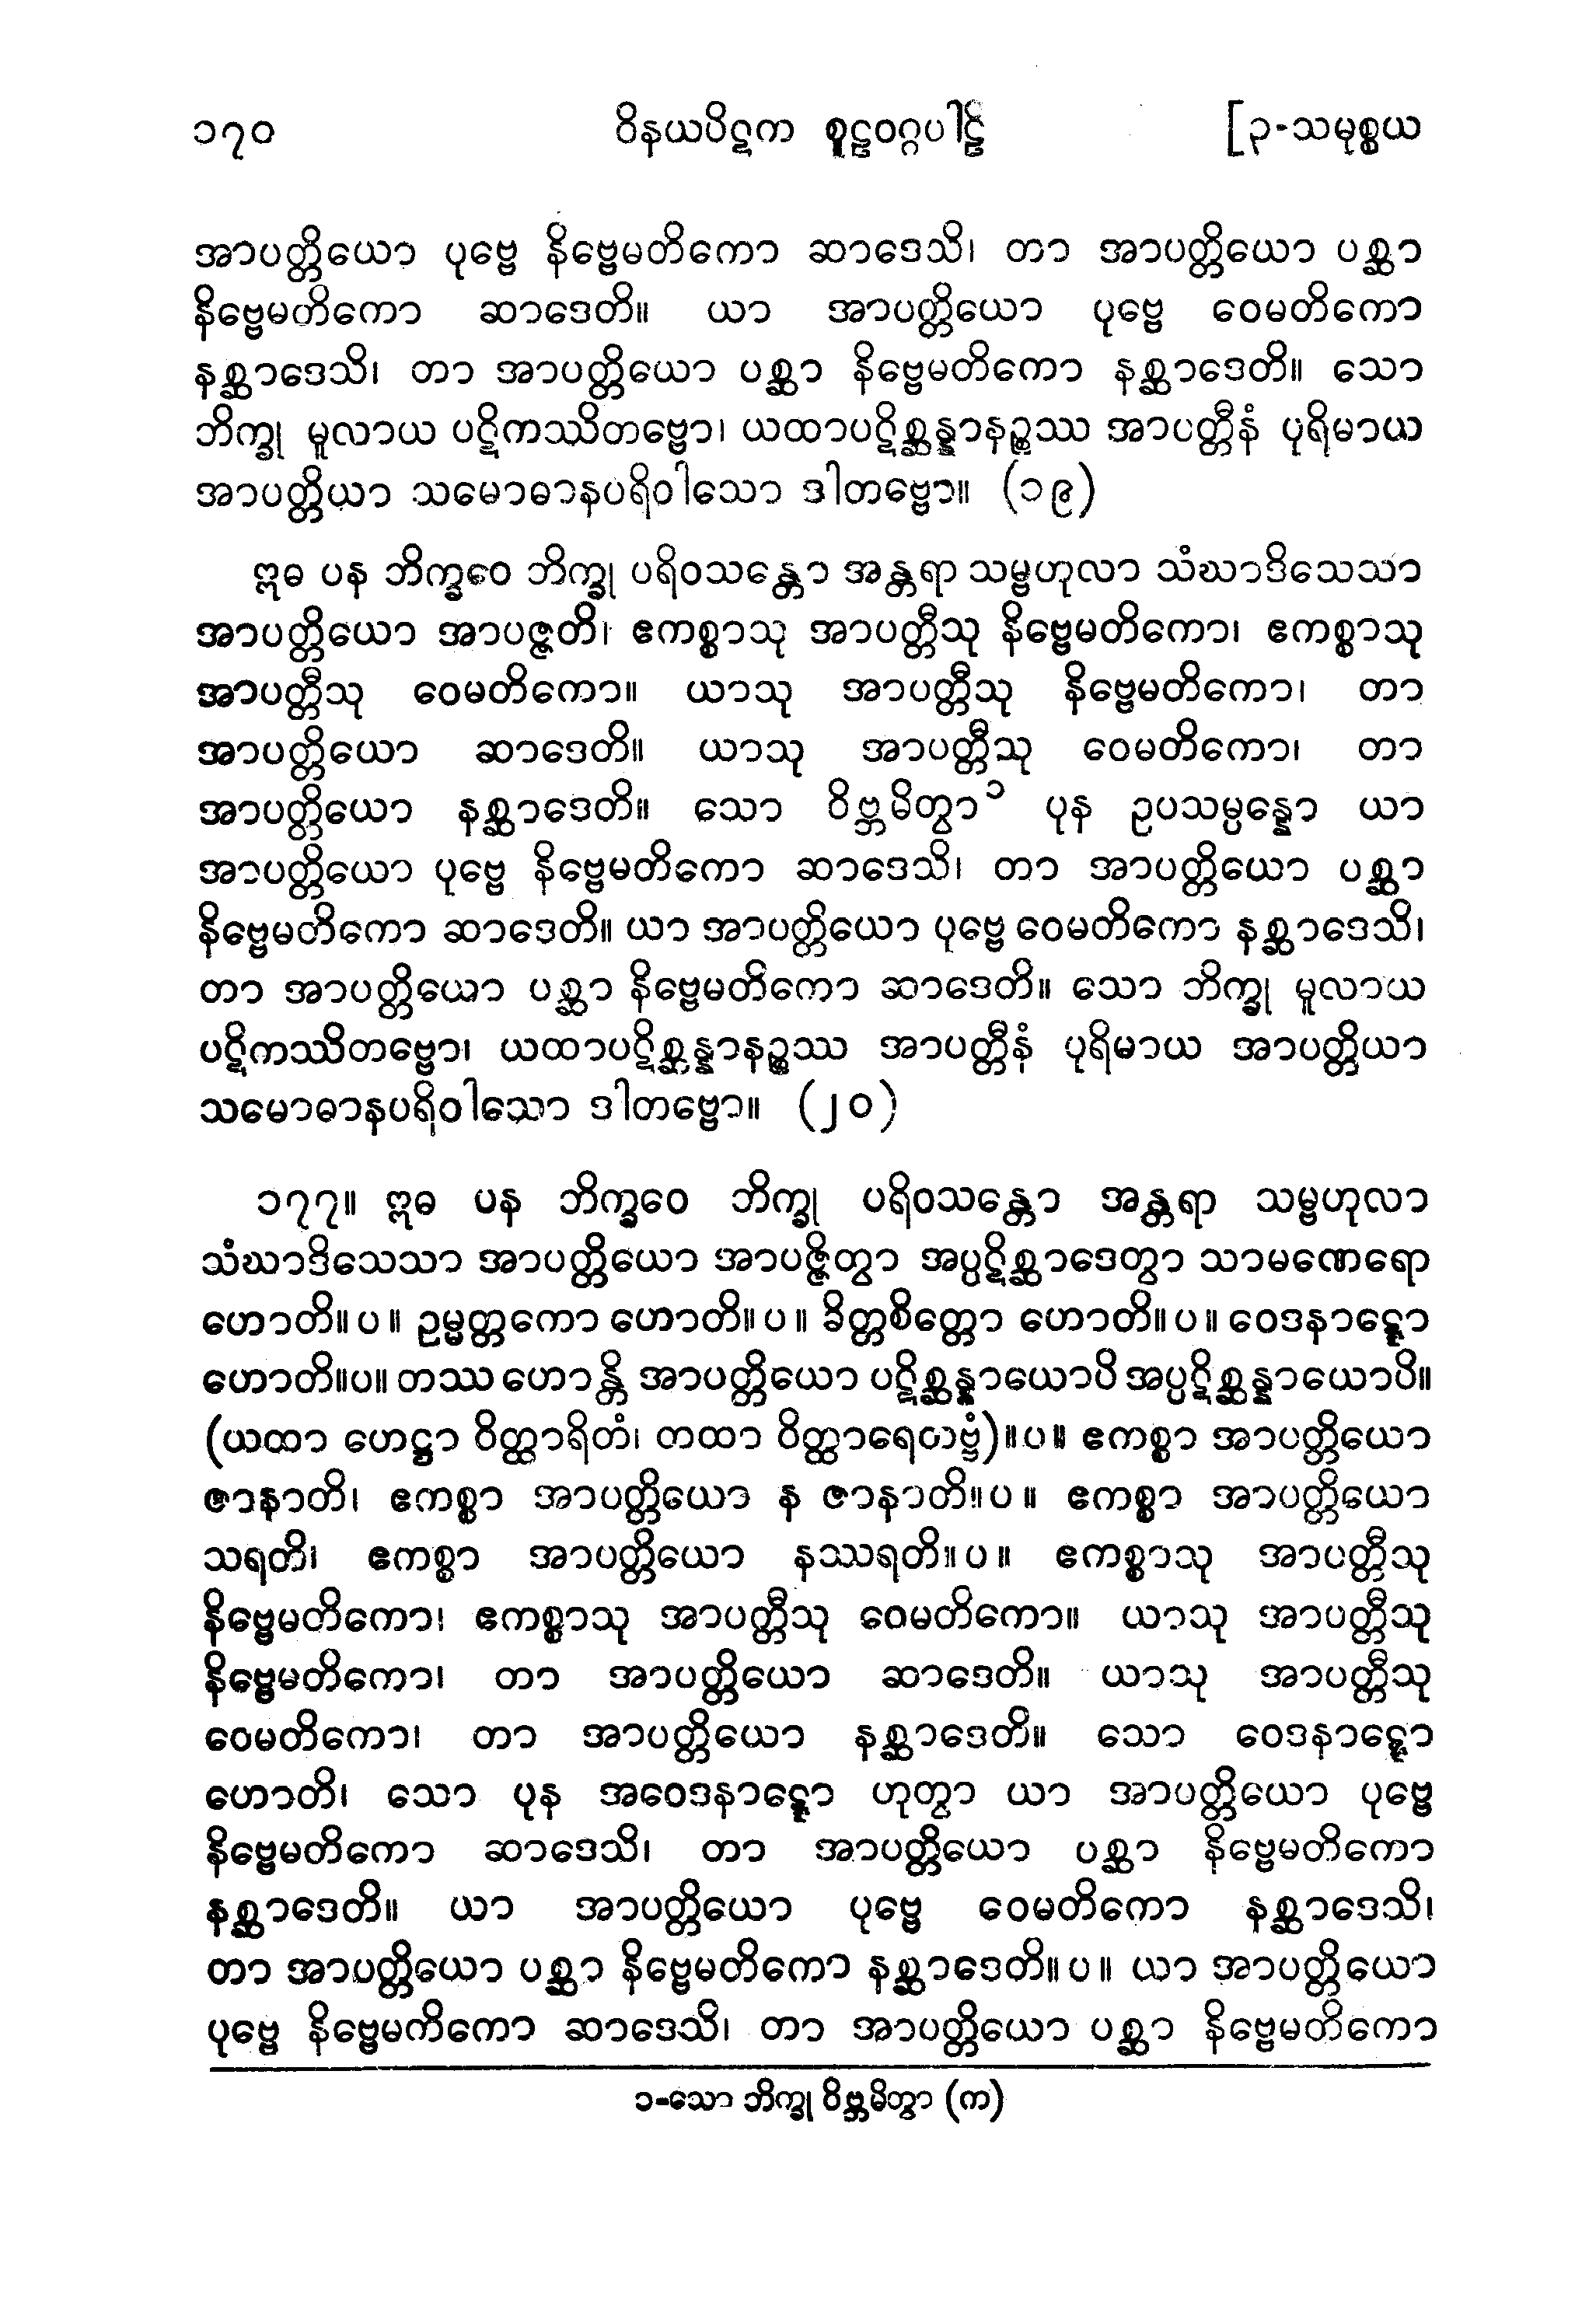 ၁၇၀ ဝိနယပိဋက စူဠဝဂ္ဂပါဠိ [၃-သမုစ္စယ
အာပတ္တိယော ပုဗ္ဗေ နိဗ္ဗေမတိကော ဆာဒေသိ၊ တာ အာပတ္တိယော ပစ္ဆာ
နိဗ္ဗေမတိကော ဆာဒေတိ။ ယာ အာပတ္တိယော ပုဗ္ဗေ ဝေမတိကော
နစ္ဆာဒေသိ၊ တာ အာပတ္တိယော ပစ္ဆာ နိဗ္ဗေမတိကော နစ္ဆာဒေတိ။ သော
ဘိက္ခု မူလာယ ပဋိကဿိတဗ္ဗော၊ ယထာပဋိစ္ဆန္နာနဉ္စဿ အာပတ္တီနံ ပုရိမာယ
အာပတ္တိယာ သမောဓာနပရိဝါသော ဒါတဗ္ဗော။ (၁၉)
ဣဓ ပန ဘိက္ခဝေ ဘိက္ခု ပရိဝသန္တော အန္တရာ သမ္ဗဟုလာ သံဃာဒိသေသာ
အာပတ္တိယော အာပဇ္ဇတိ၊ ဧကစ္စာသု အာပတ္တီသု နိဗ္ဗေမတိကော၊ ဧကစ္စာသု
အာပတ္တီသု ဝေမတိကော။ ယာသု အာပတ္တီသု နိဗ္ဗေမတိကော၊ တာ
အာပတ္တိယော ဆာဒေတိ။ ယာသု အာပတ္တီသု ဝေမတိကော၊ တာ
အာပတ္တိယော နစ္ဆာဒေတိ။ သော ဝိဗ္ဘမိတွာ ၁ ပုန ဥပသမ္ပန္နော ယာ
အာပတ္တိယော ပုဗ္ဗေ နိဗ္ဗေမတိကော ဆာဒေသိ၊ တာ အာပတ္တိယော ပစ္ဆာ
နိဗ္ဗေမတိကော ဆာဒေတိ။ ယာ အာပတ္တိယော ပုဗ္ဗေ ဝေမတိကော နစ္ဆာဒေသိ၊
တာ အာပတ္တိယော ပစ္ဆာ နိဗ္ဗေမတိကော ဆာဒေတိ။ သော ဘိက္ခု မူလာယ
ပဋိကဿိတဗ္ဗော၊ ယထာပဋိစ္ဆန္နာနဉ္စဿ အာပတ္တီနံ ပုရိမာယ အာပတ္တိယာ
သမောဓာနပရိဝါသော ဒါတဗ္ဗော။ (၂၀)
၁၇၇။ ဣဓ ပန ဘိက္ခဝေ ဘိက္ခု ပရိဝသန္တော အန္တရာ သမ္ဗဟုလာ
သံဃာဒိသေသာ အာပတ္တိယော အာပဇ္ဇိတွာ အပ္ပဋိစ္ဆာဒေတွာ သာမဏေရော
ဟောတိ။ပ။ ဥမ္မတ္တကော ဟောတိ။ပ။ ခိတ္တစိတ္တော ဟောတိ။ပ။ ဝေဒနာဋ္ဋော
ဟောတိ။ပ။ တဿ ဟောန္တိ အာပတ္တိယော ပဋိစ္ဆန္နာယောပိ အပ္ပဋိစ္ဆန္နာယောပိ။
(ယထာ ဟေဋ္ဌာ ဝိတ္ထာရိတံ၊ တထာ ဝိတ္ထာရေတဗ္ဗံ)။ပ။ ဧကစ္စာ အာပတ္တိယော
ဇာနာတိ၊ ဧကစ္စာ အာပတ္တိယော န ဇာနာတိ။ပ။ ဧကစ္စာ အာပတ္တိယော
သရတိ၊ ဧကစ္စာ အာပတ္တိယော နဿရတိ။ပ။ ဧကစ္စာသု အာပတ္တီသု
နိဗ္ဗေမတိကော၊ ဧကစ္စာသု အာပတ္တီသု ဝေမတိကော။ ယာသု အာပတ္တီသု
နိဗ္ဗေမတိကော၊ တာ အာပတ္တိယော ဆာဒေတိ။ ယာသု အာပတ္တီသု
ဝေမတိကော၊ တာ အာပတ္တိယော နစ္ဆာဒေတိ။ သော ဝေဒနာဋ္ဋော
ဟောတိ၊ သော ပုန အဝေဒနာဋ္ဋော ဟုတွာ ယာ အာပတ္တိယော ပုဗ္ဗေ
နိဗ္ဗေမတိကော ဆာဒေသိ၊ တာ အာပတ္တိယော ပစ္ဆာ နိဗ္ဗေမတိကော
နစ္ဆာဒေတိ။ ယာ အာပတ္တိယော ပုဗ္ဗေ ဝေမတိကော နစ္ဆာဒေသိ၊
တာ အာပတ္တိယော ပစ္ဆာ နိဗ္ဗေမတိကော နစ္ဆာဒေတိ။ပ။ ယာ အာပတ္တိယော
ပုဗ္ဗေ နိဗ္ဗေမကိကော ဆာဒေသိ၊ တာ အာပတ္တိယော ပစ္ဆာ နိဗ္ဗေမတိကော
၁-သော ဘိက္ခု ဝိဗ္ဘမိတွာ (က)